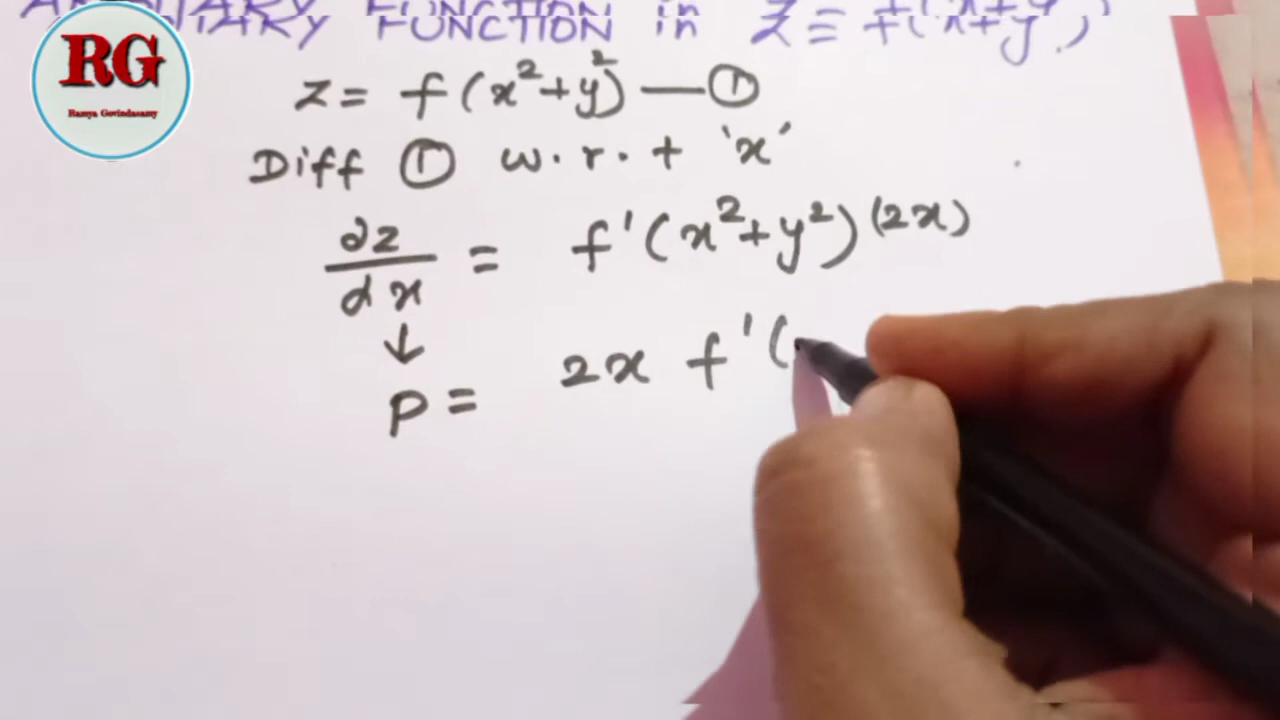 FUNCTION in Z =
RG
Ramya Govindasamy
z = f(x²+y²) — ①
Diff ① w.r.t 'x'
∂z/∂x = f'(x²+y²)(2x)
↓
p = 2x f'(